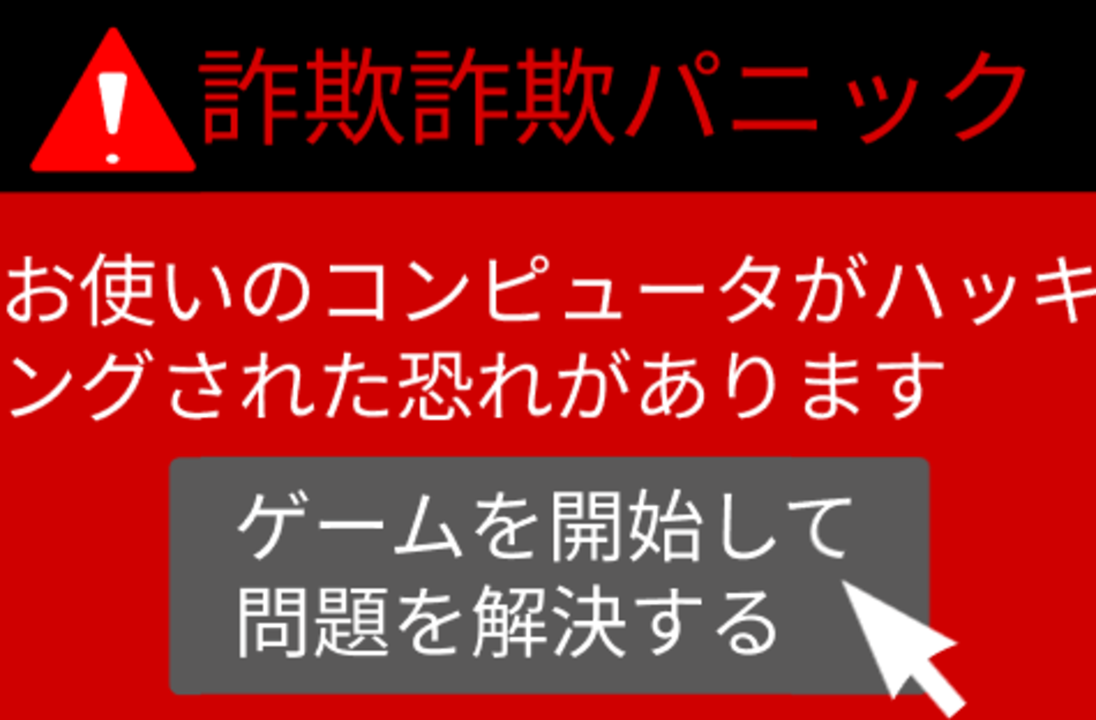 詐欺詐欺パニック
お使いのコンピュータがハッキ
ングされた恐れがあります
ゲームを開始して
問題を解決する